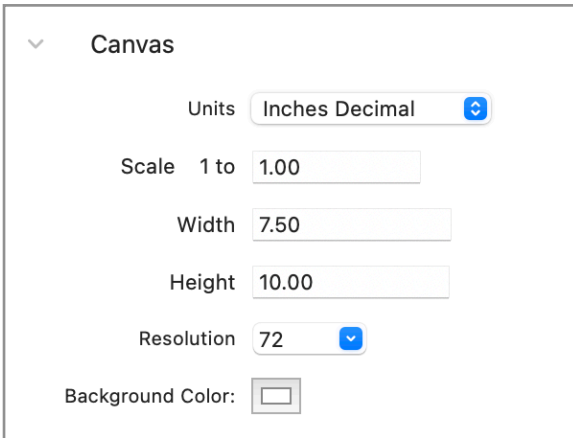 Canvas
Units Inches Decimal
Scale 1 to 1.00
Width 7.50
Height 10.00
Resolution 72
Background Color: